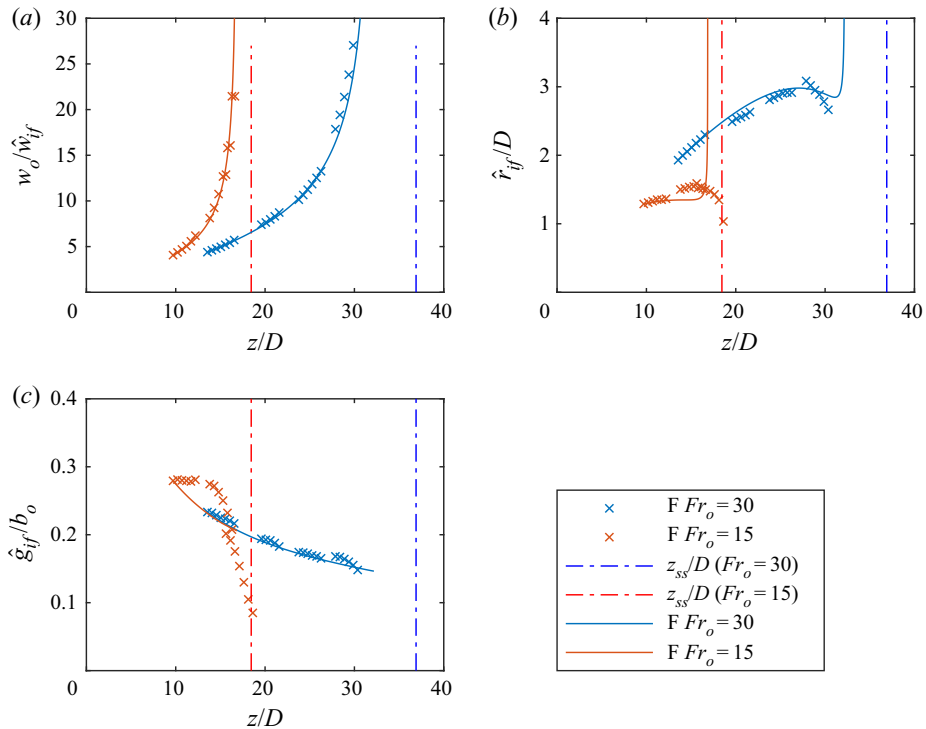 (a)
30
25
20
15
10
5
0
10
20
30
40
w_o/ŵ_if
z/D
(b)
4
3
2
1
0
10
20
30
40
r̂_if/D
z/D
(c)
0.4
0.3
0.2
0.1
0
10
20
30
40
ĝ_if/b_o
z/D
F Fr_o = 30
F Fr_o = 15
z_ss/D (Fr_o = 30)
z_ss/D (Fr_o = 15)
F Fr_o = 30
F Fr_o = 15